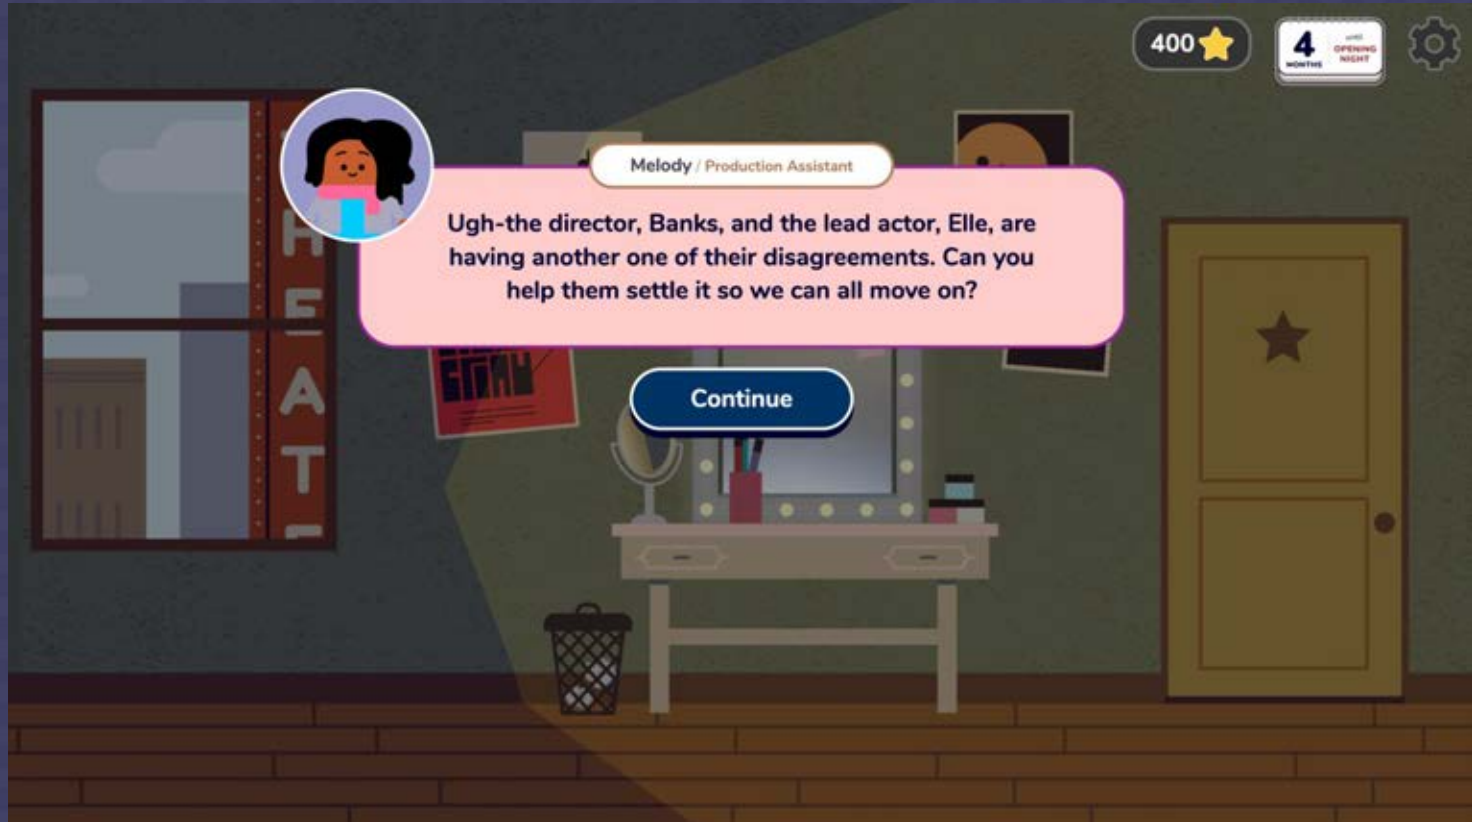 400
4
MONTHS
until
OPENING
NIGHT
Melody / Production Assistant
Ugh-the director, Banks, and the lead actor, Elle, are
having another one of their disagreements. Can you
help them settle it so we can all move on?
Continue
H
E
A
T